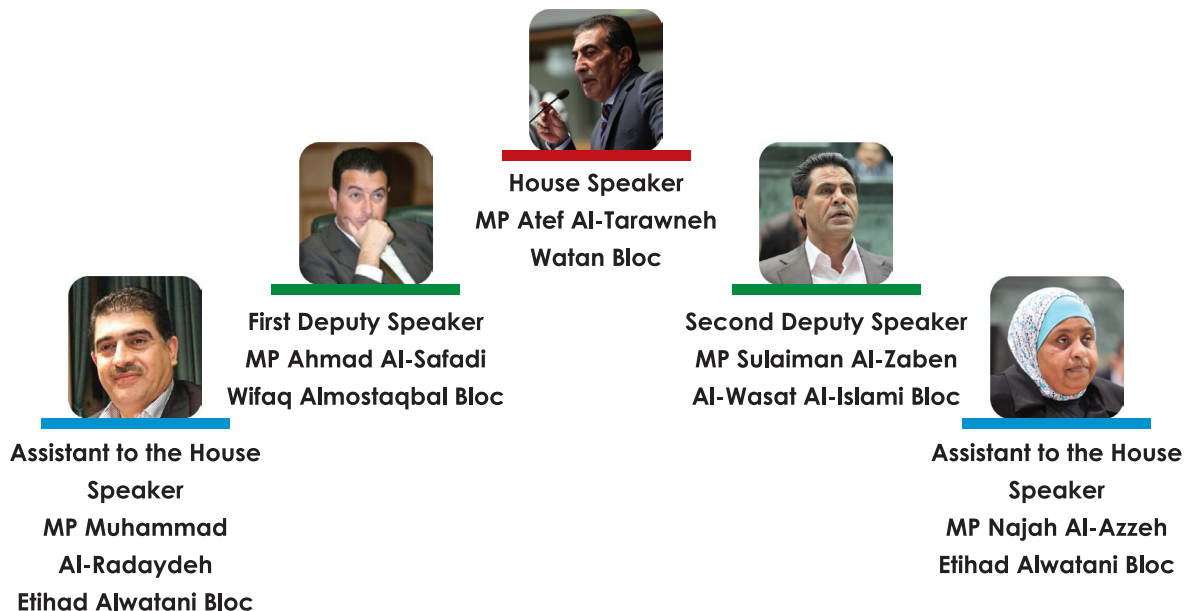 House Speaker
MP Atef Al-Tarawneh
Watan Bloc
First Deputy Speaker
MP Ahmad Al-Safadi
Wifaq Almostaqbal Bloc
Second Deputy Speaker
MP Sulaiman Al-Zaben
Al-Wasat Al-Islami Bloc
Assistant to the House
Speaker
MP Muhammad
Al-Radaydeh
Etihad Alwatani Bloc
Assistant to the House
Speaker
MP Najah Al-Azzeh
Etihad Alwatani Bloc